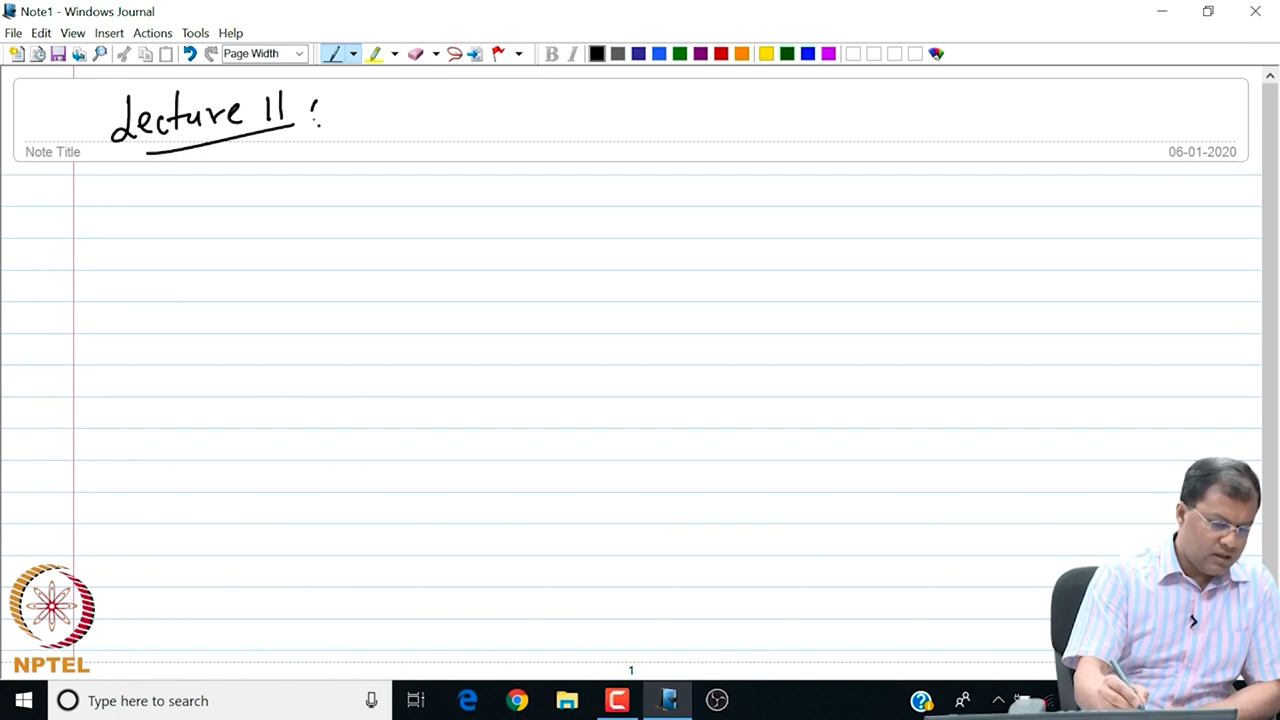 Note1 - Windows Journal
File Edit View Insert Actions Tools Help
Page Width B I
Lecture 11 :
Note Title 06-01-2020
NPTEL
1
Type here to search